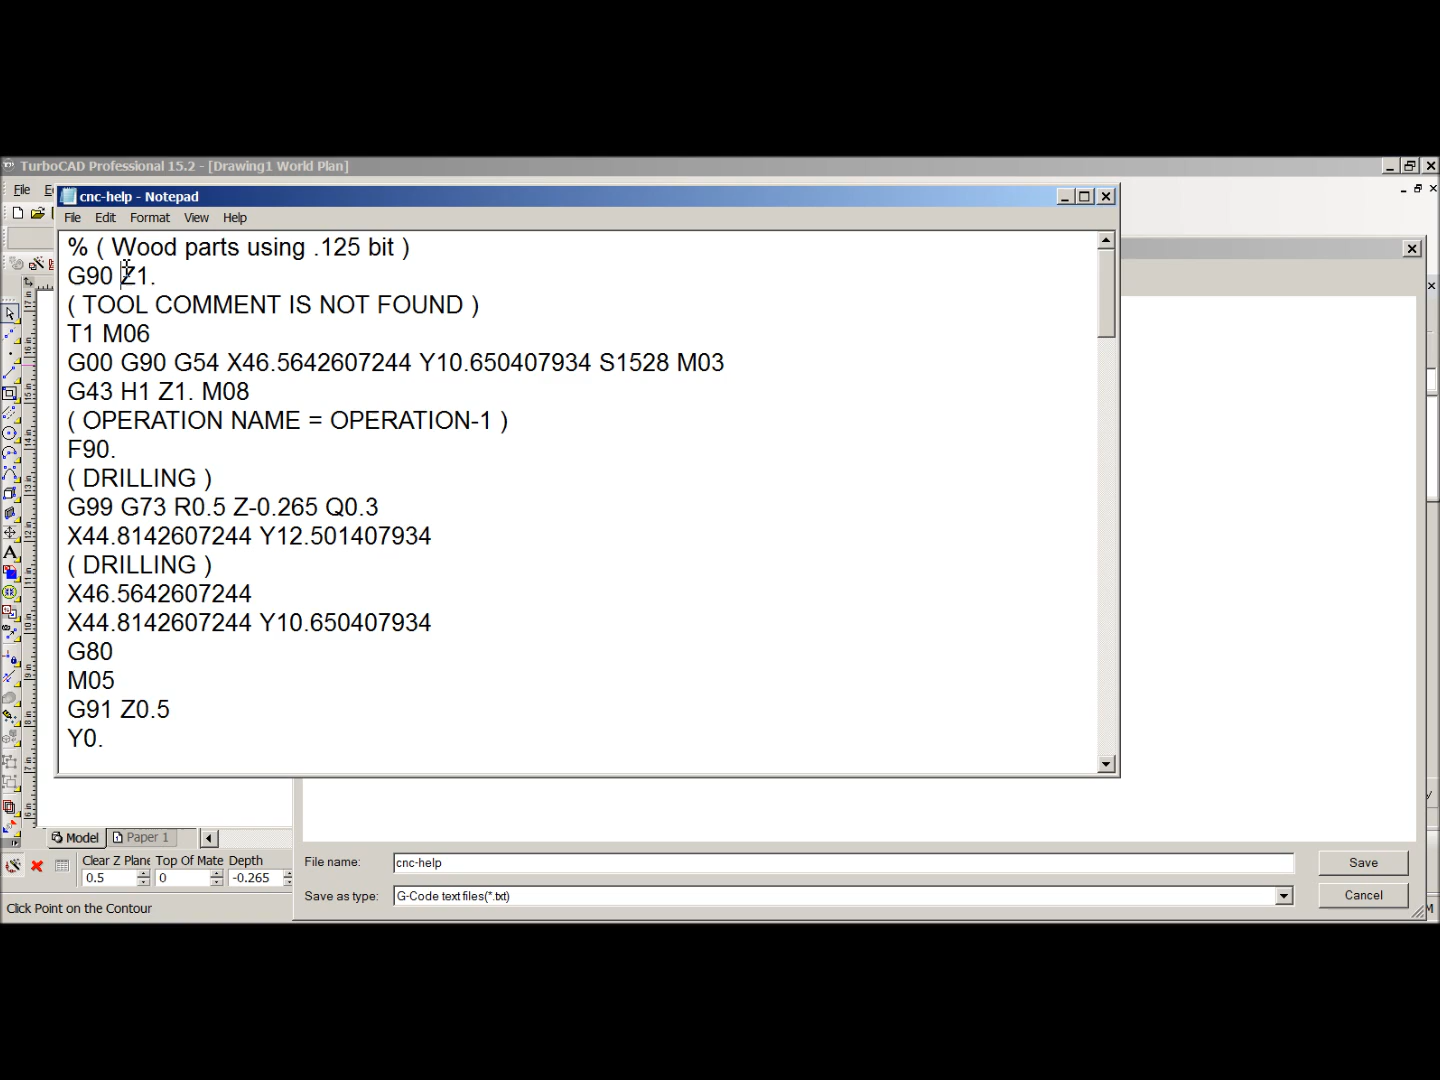 TurboCAD Professional 15.2 - [Drawing1 World Plan]
File
cnc-help - Notepad
File Edit Format View Help
% ( Wood parts using .125 bit )
G90 Z1.
( TOOL COMMENT IS NOT FOUND )
T1 M06
G00 G90 G54 X46.5642607244 Y10.650407934 S1528 M03
G43 H1 Z1. M08
( OPERATION NAME = OPERATION-1 )
F90.
( DRILLING )
G99 G73 R0.5 Z-0.265 Q0.3
X44.8142607244 Y12.501407934
( DRILLING )
X46.5642607244
X44.8142607244 Y10.650407934
G80
M05
G91 Z0.5
Y0.
Model Paper 1
Clear Z Plane Top Of Mate Depth
0.5 0 -0.265
Click Point on the Contour
File name: cnc-help Save
Save as type: G-Code text files(*.txt) Cancel